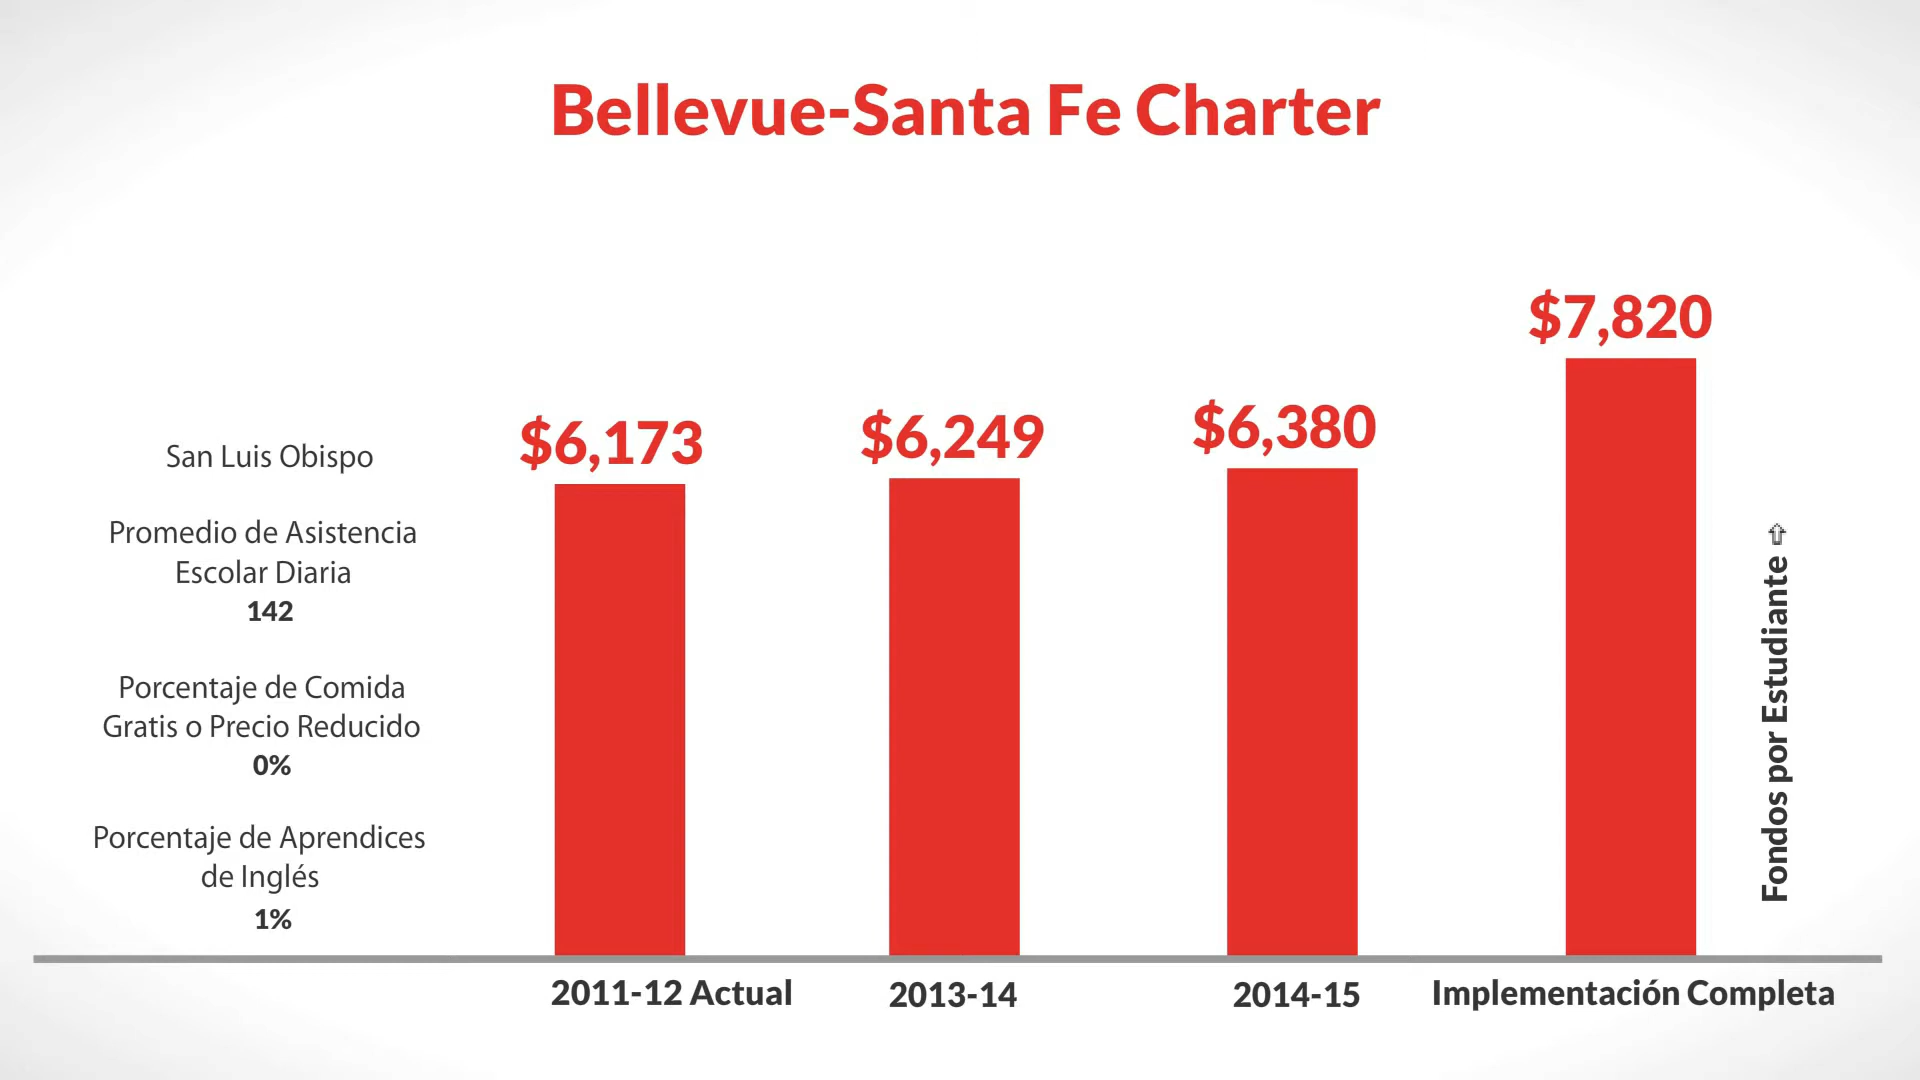 Bellevue-Santa Fe Charter
San Luis Obispo
Promedio de Asistencia
Escolar Diaria
142
Porcentaje de Comida
Gratis o Precio Reducido
0%
Porcentaje de Aprendices
de Inglés
1%
$6,173
$6,249
$6,380
$7,820
Fondos por Estudiante ⇧
2011-12 Actual
2013-14
2014-15
Implementación Completa